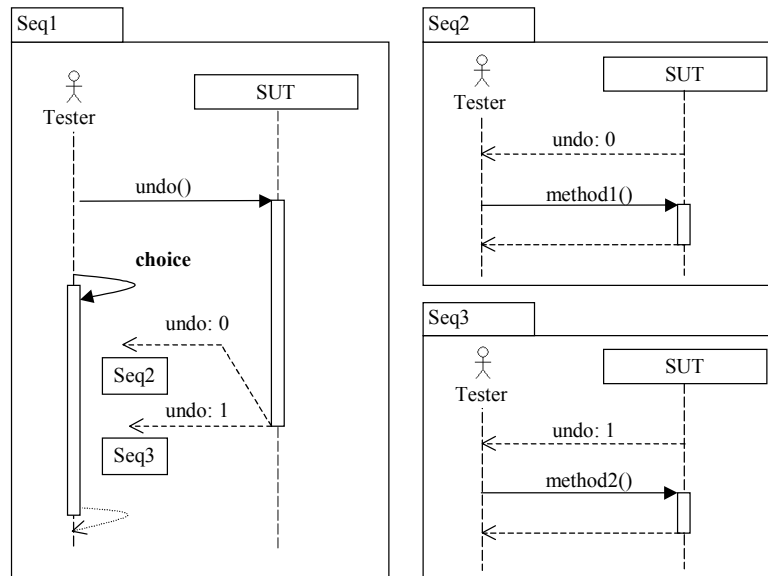 Seq1
SUT
Tester
undo()
choice
undo: 0
Seq2
undo: 1
Seq3
Seq2
SUT
Tester
undo: 0
method1()
Seq3
SUT
Tester
undo: 1
method2()